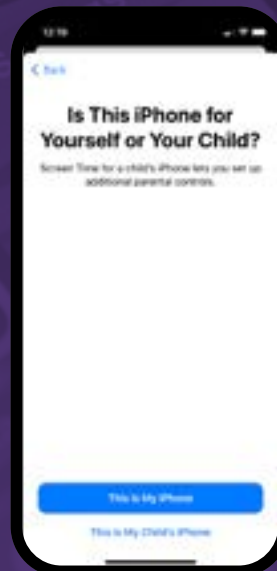 12:19
Back
Is This iPhone for
Yourself or Your Child?
Screen Time for a child's iPhone lets you set up
additional parental controls.
This is My iPhone
This is My Child's iPhone